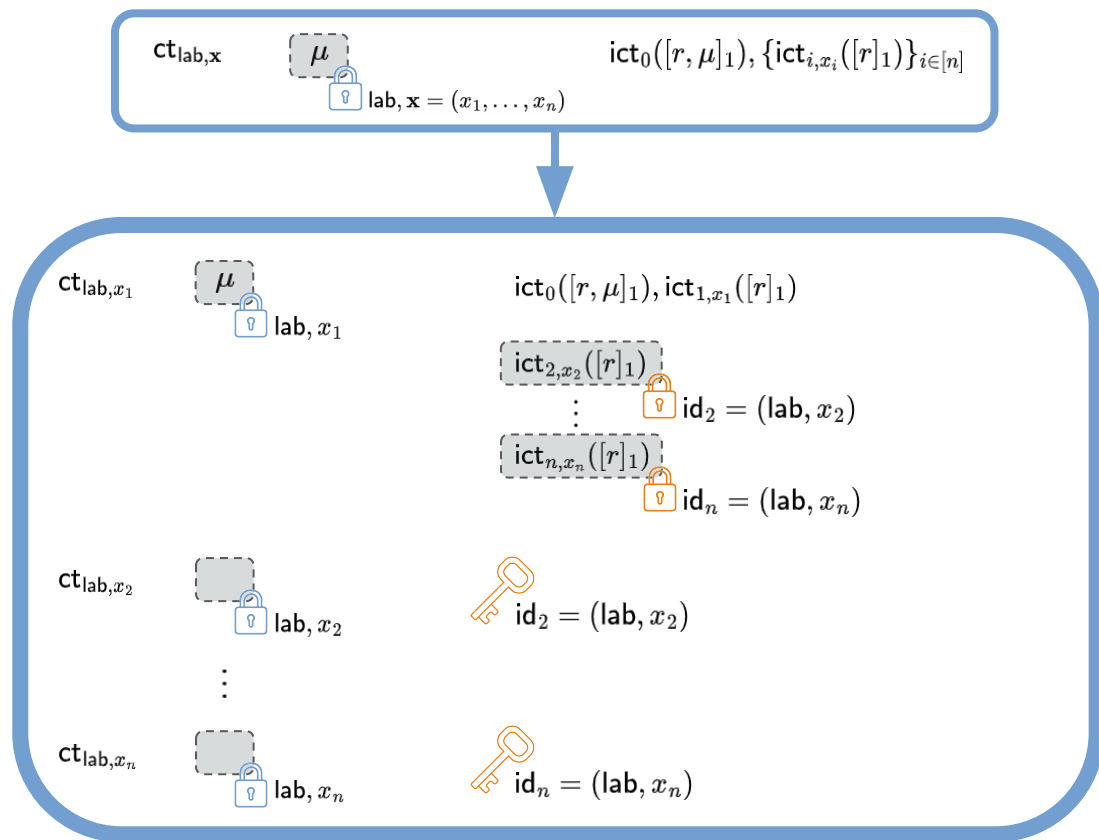 ct_{lab,𝐱} μ ict_0([r, μ]_1), {ict_{i,x_i}([r]_1)}_{i∈[n]}
lab, 𝐱 = (x_1, …, x_n)
ct_{lab,x_1} μ ict_0([r, μ]_1), ict_{1,x_1}([r]_1)
lab, x_1
ict_{2,x_2}([r]_1)
id_2 = (lab, x_2)
⋮
ict_{n,x_n}([r]_1)
id_n = (lab, x_n)
ct_{lab,x_2}
lab, x_2 id_2 = (lab, x_2)
⋮
ct_{lab,x_n}
lab, x_n id_n = (lab, x_n)